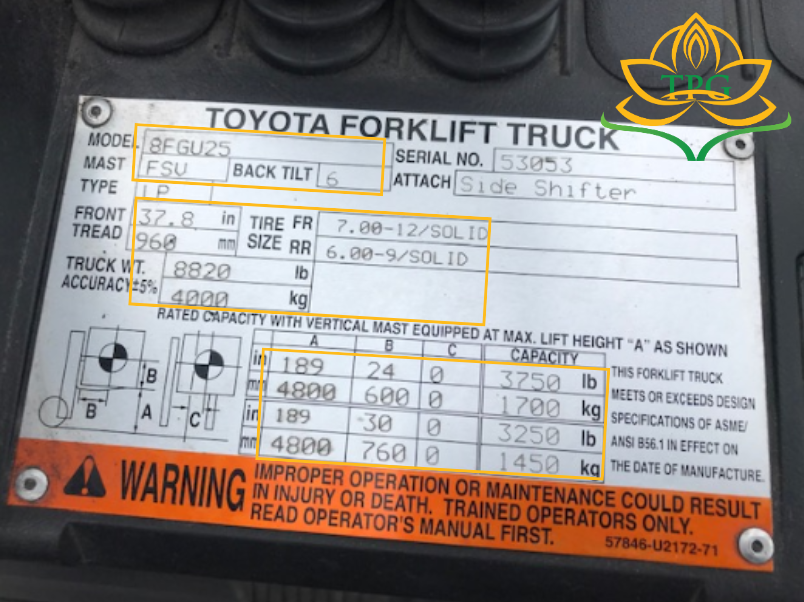 TPG
TOYOTA FORKLIFT TRUCK
MODEL 8FGU25 SERIAL NO. 53053
MAST FSV BACK TILT 6 ATTACH Side Shifter
TYPE LP
FRONT TREAD 37.8 in TIRE SIZE FR 7.00-12/SOLID
960 mm RR 6.00-9/SOLID
TRUCK WT. 8820 lb
ACCURACY±5% 4000 kg
RATED CAPACITY WITH VERTICAL MAST EQUIPPED AT MAX. LIFT HEIGHT "A" AS SHOWN
A B C CAPACITY
in 189 24 0 3750 lb
mm 4800 600 0 1700 kg
in 189 30 0 3250 lb
mm 4800 760 0 1450 kg
B B A C
THIS FORKLIFT TRUCK
MEETS OR EXCEEDS DESIGN
SPECIFICATIONS OF ASME/
ANSI B56.1 IN EFFECT ON
THE DATE OF MANUFACTURE.
WARNING
IMPROPER OPERATION OR MAINTENANCE COULD RESULT
IN INJURY OR DEATH. TRAINED OPERATORS ONLY.
READ OPERATOR'S MANUAL FIRST.
57846-U2172-71